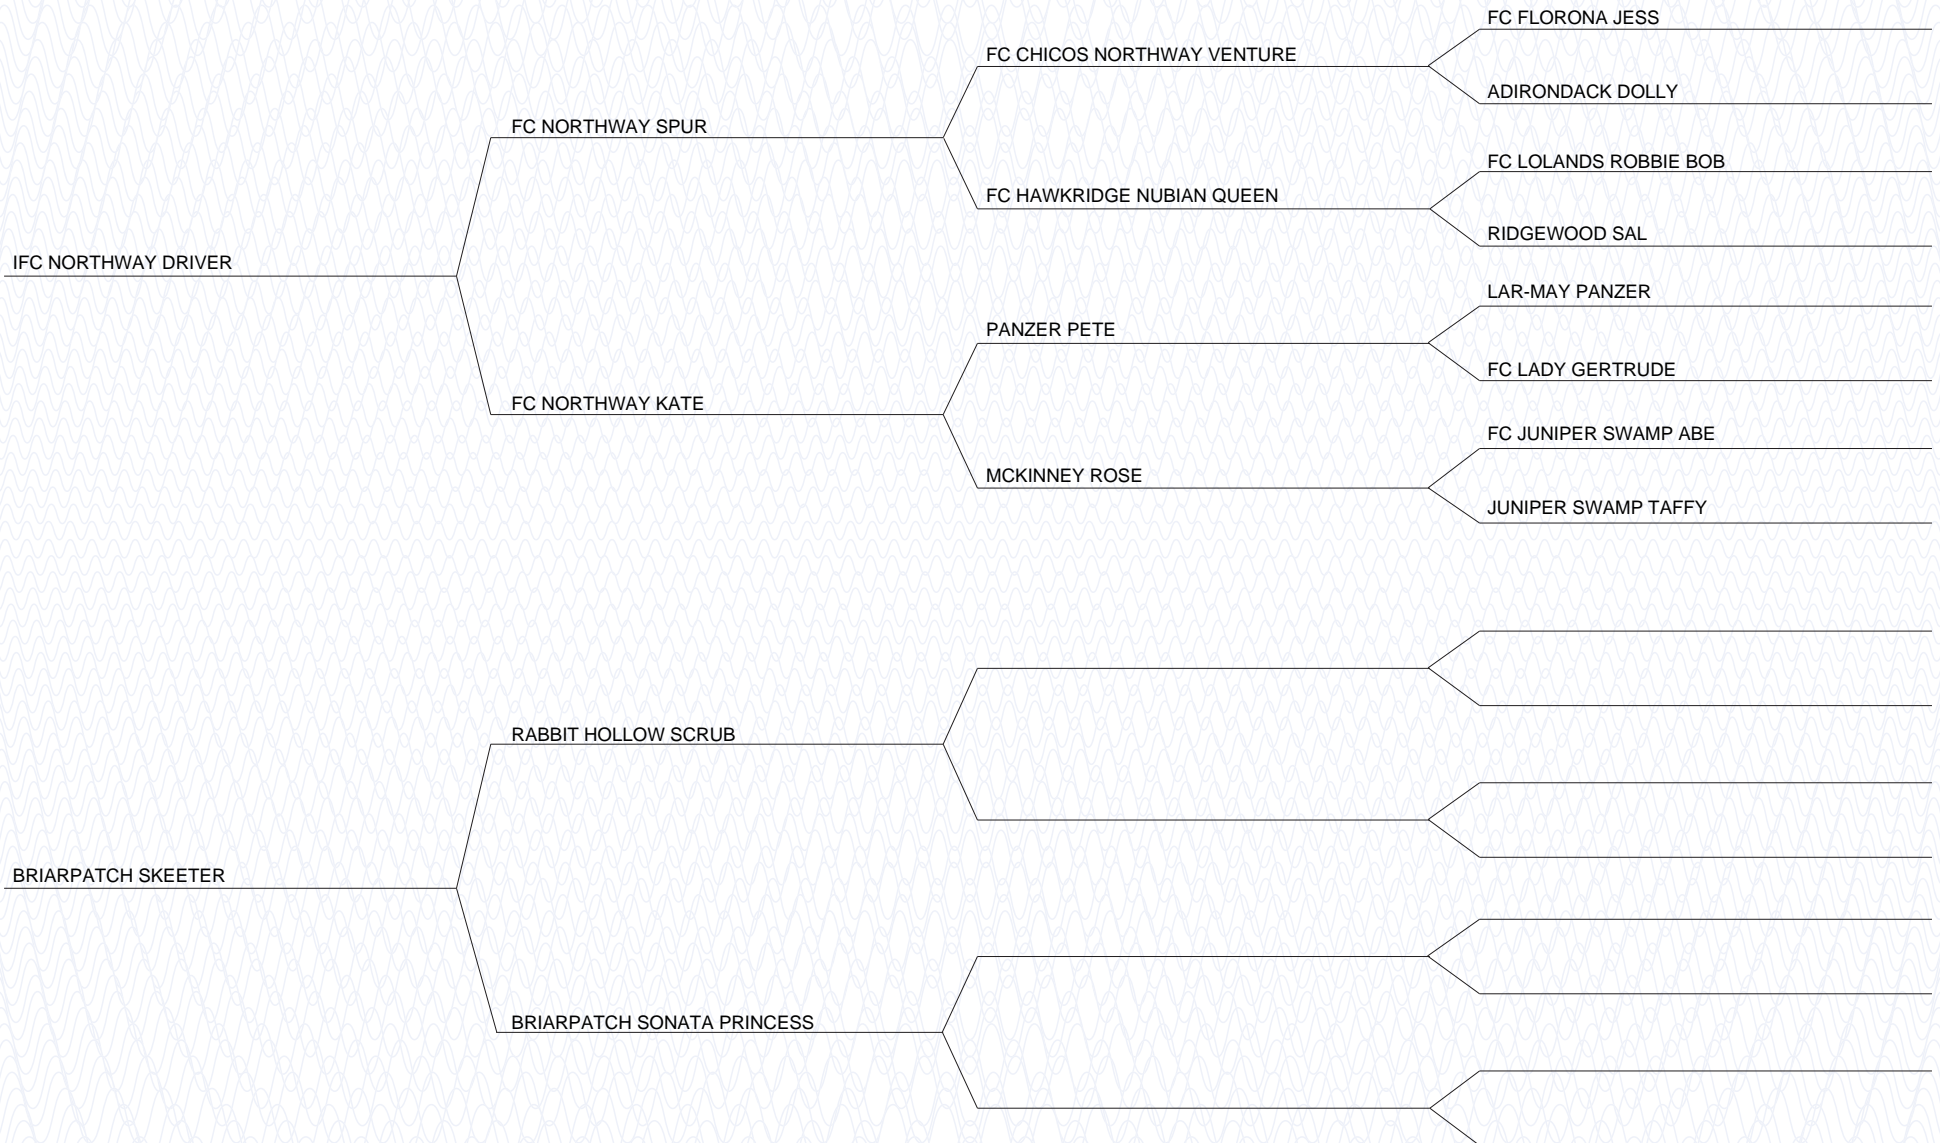 FC FLORONA JESS
FC CHICOS NORTHWAY VENTURE
ADIRONDACK DOLLY
FC NORTHWAY SPUR
FC LOLANDS ROBBIE BOB
FC HAWKRIDGE NUBIAN QUEEN
RIDGEWOOD SAL
IFC NORTHWAY DRIVER
LAR-MAY PANZER
PANZER PETE
FC LADY GERTRUDE
FC NORTHWAY KATE
FC JUNIPER SWAMP ABE
MCKINNEY ROSE
JUNIPER SWAMP TAFFY
RABBIT HOLLOW SCRUB
BRIARPATCH SKEETER
BRIARPATCH SONATA PRINCESS